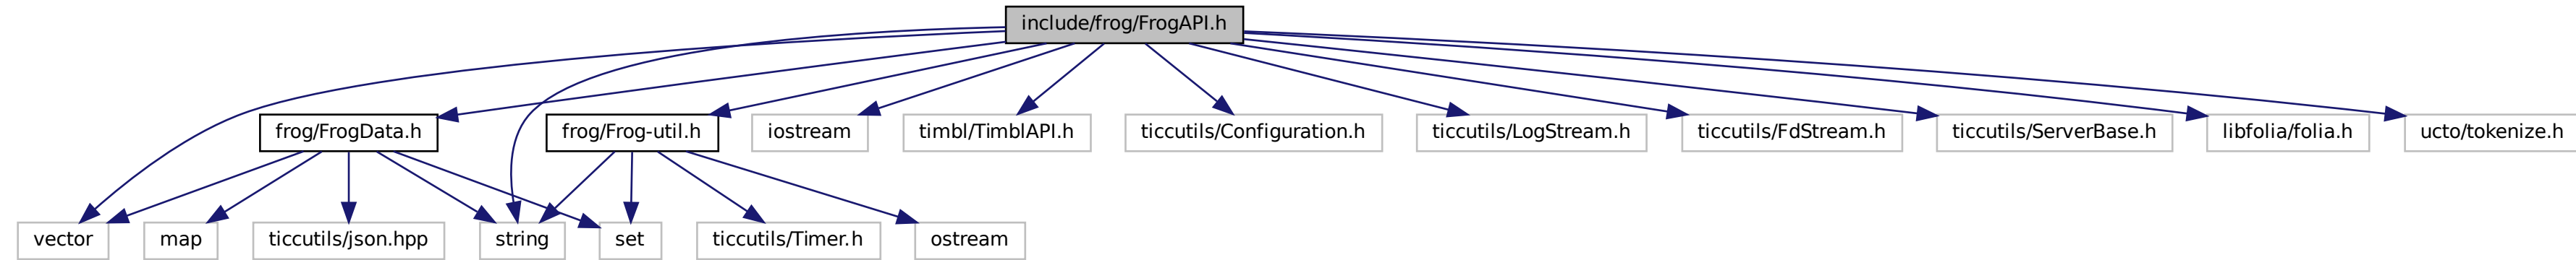 include/frog/FrogAPI.h
frog/FrogData.h
frog/Frog-util.h
iostream
timbl/TimblAPI.h
ticcutils/Configuration.h
ticcutils/LogStream.h
ticcutils/FdStream.h
ticcutils/ServerBase.h
libfolia/folia.h
ucto/tokenize.h
vector
map
ticcutils/json.hpp
string
set
ticcutils/Timer.h
ostream